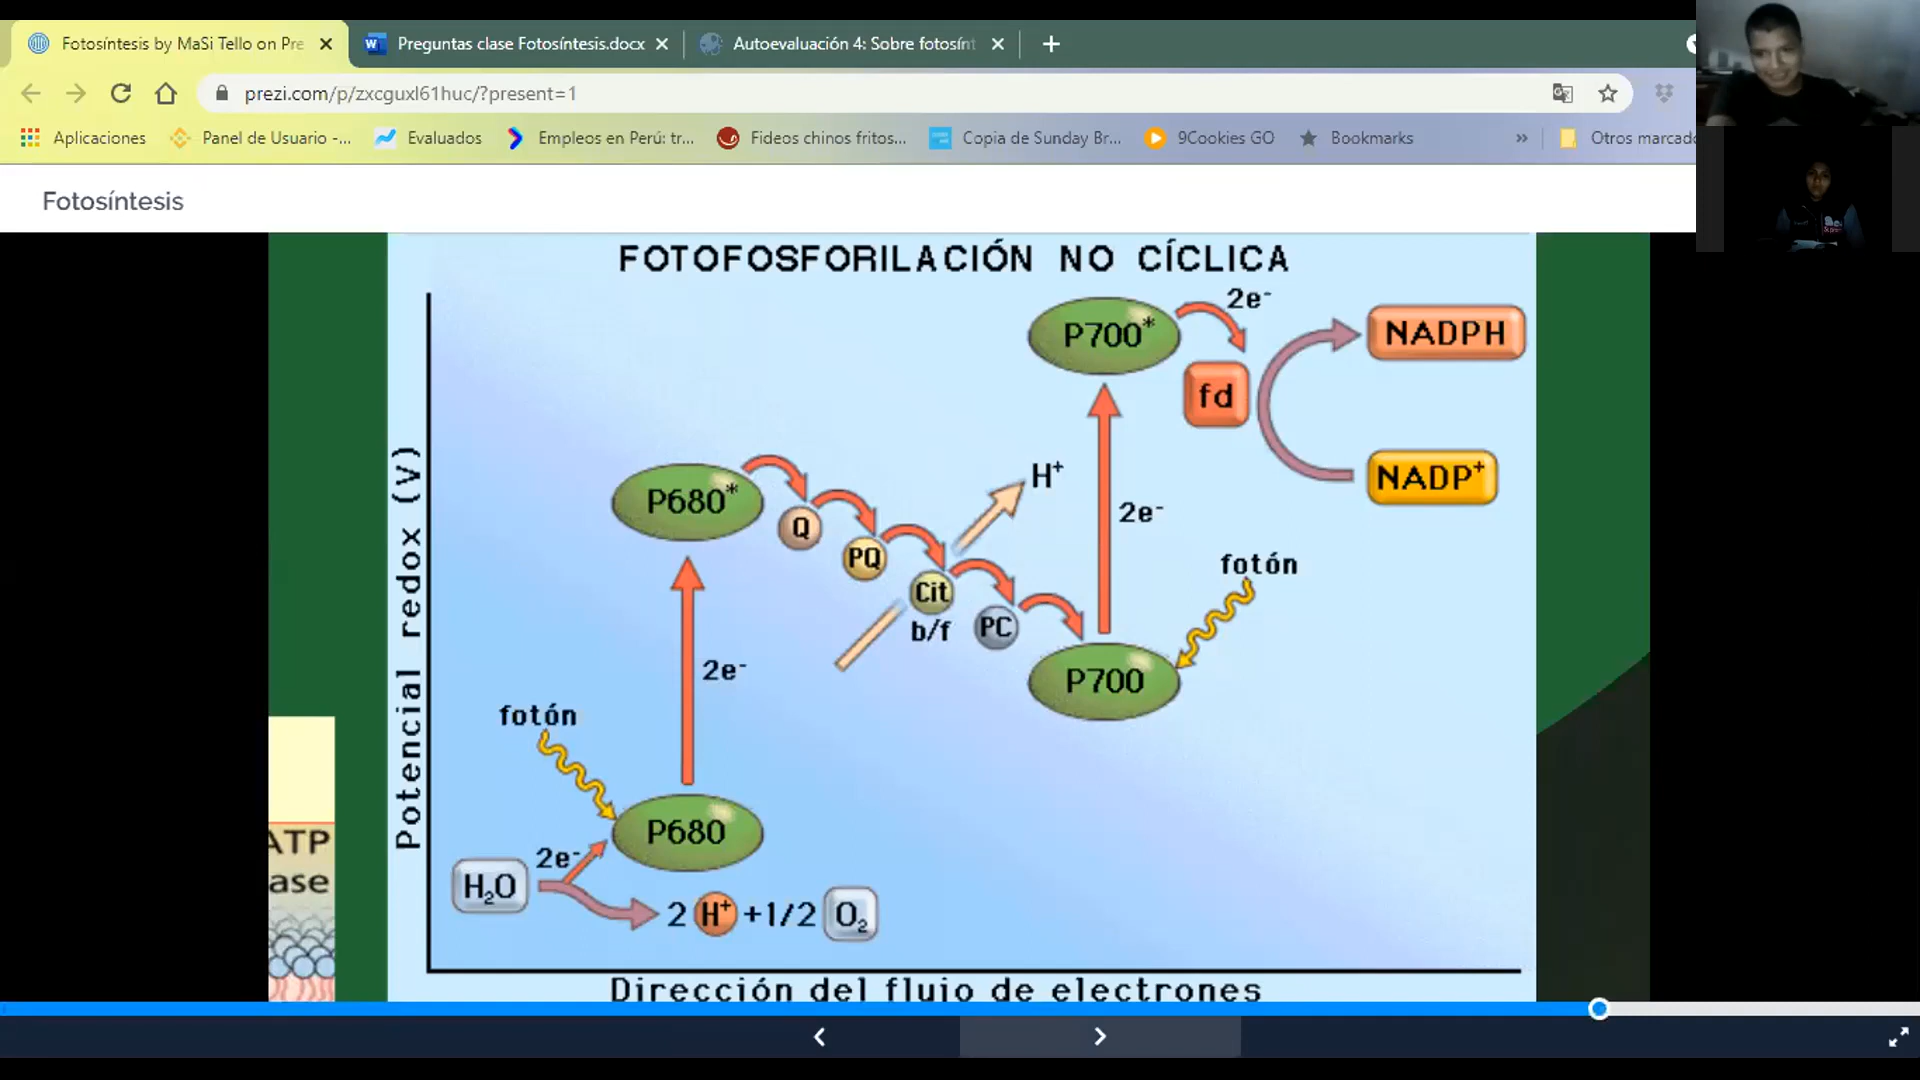 Fotosíntesis by MaSi Tello on Pre
Preguntas clase Fotosíntesis.docx
Autoevaluación 4: Sobre fotosínt
prezi.com/p/zxcguxl61huc/?present=1
Aplicaciones
Panel de Usuario -...
Evaluados
Empleos en Perú: tr...
Fideos chinos fritos...
Copia de Sunday Br...
9Cookies GO
Bookmarks
»
Otros marcado
Fotosíntesis
FOTOFOSFORILACIÓN NO CÍCLICA
2e⁻
P700*
NADPH
fd
NADP⁺
H⁺
P680*
Q
PQ
Cit
b/f
PC
2e⁻
fotón
P700
2e⁻
fotón
P680
2e⁻
H₂O
2 H⁺ +1/2 O₂
Potencial redox (V)
Dirección del flujo de electrones
ATP
ase